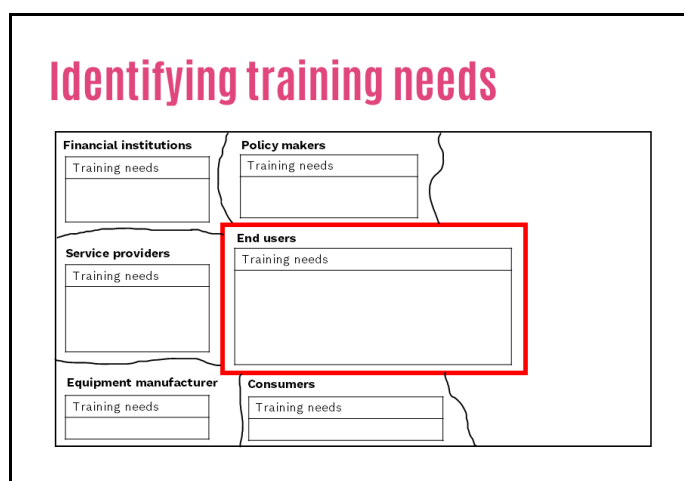 Identifying training needs
Financial institutions
Training needs
Policy makers
Training needs
Service providers
Training needs
End users
Training needs
Equipment manufacturer
Training needs
Consumers
Training needs